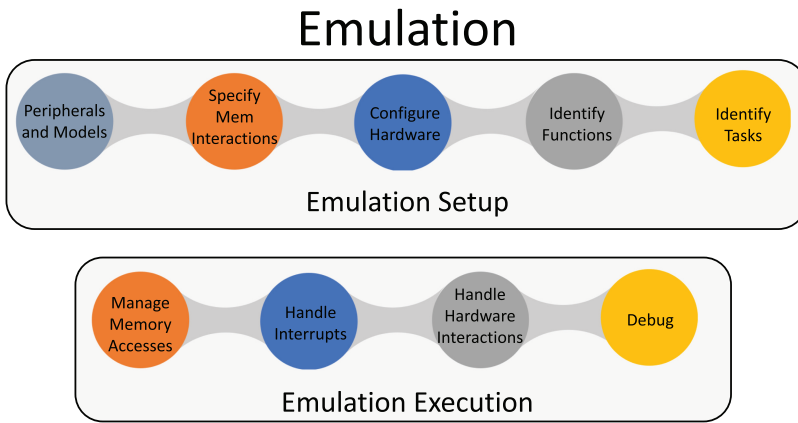 Emulation
Peripherals
and Models
Specify
Mem
Interactions
Configure
Hardware
Identify
Functions
Identify
Tasks
Emulation Setup
Manage
Memory
Accesses
Handle
Interrupts
Handle
Hardware
Interactions
Debug
Emulation Execution